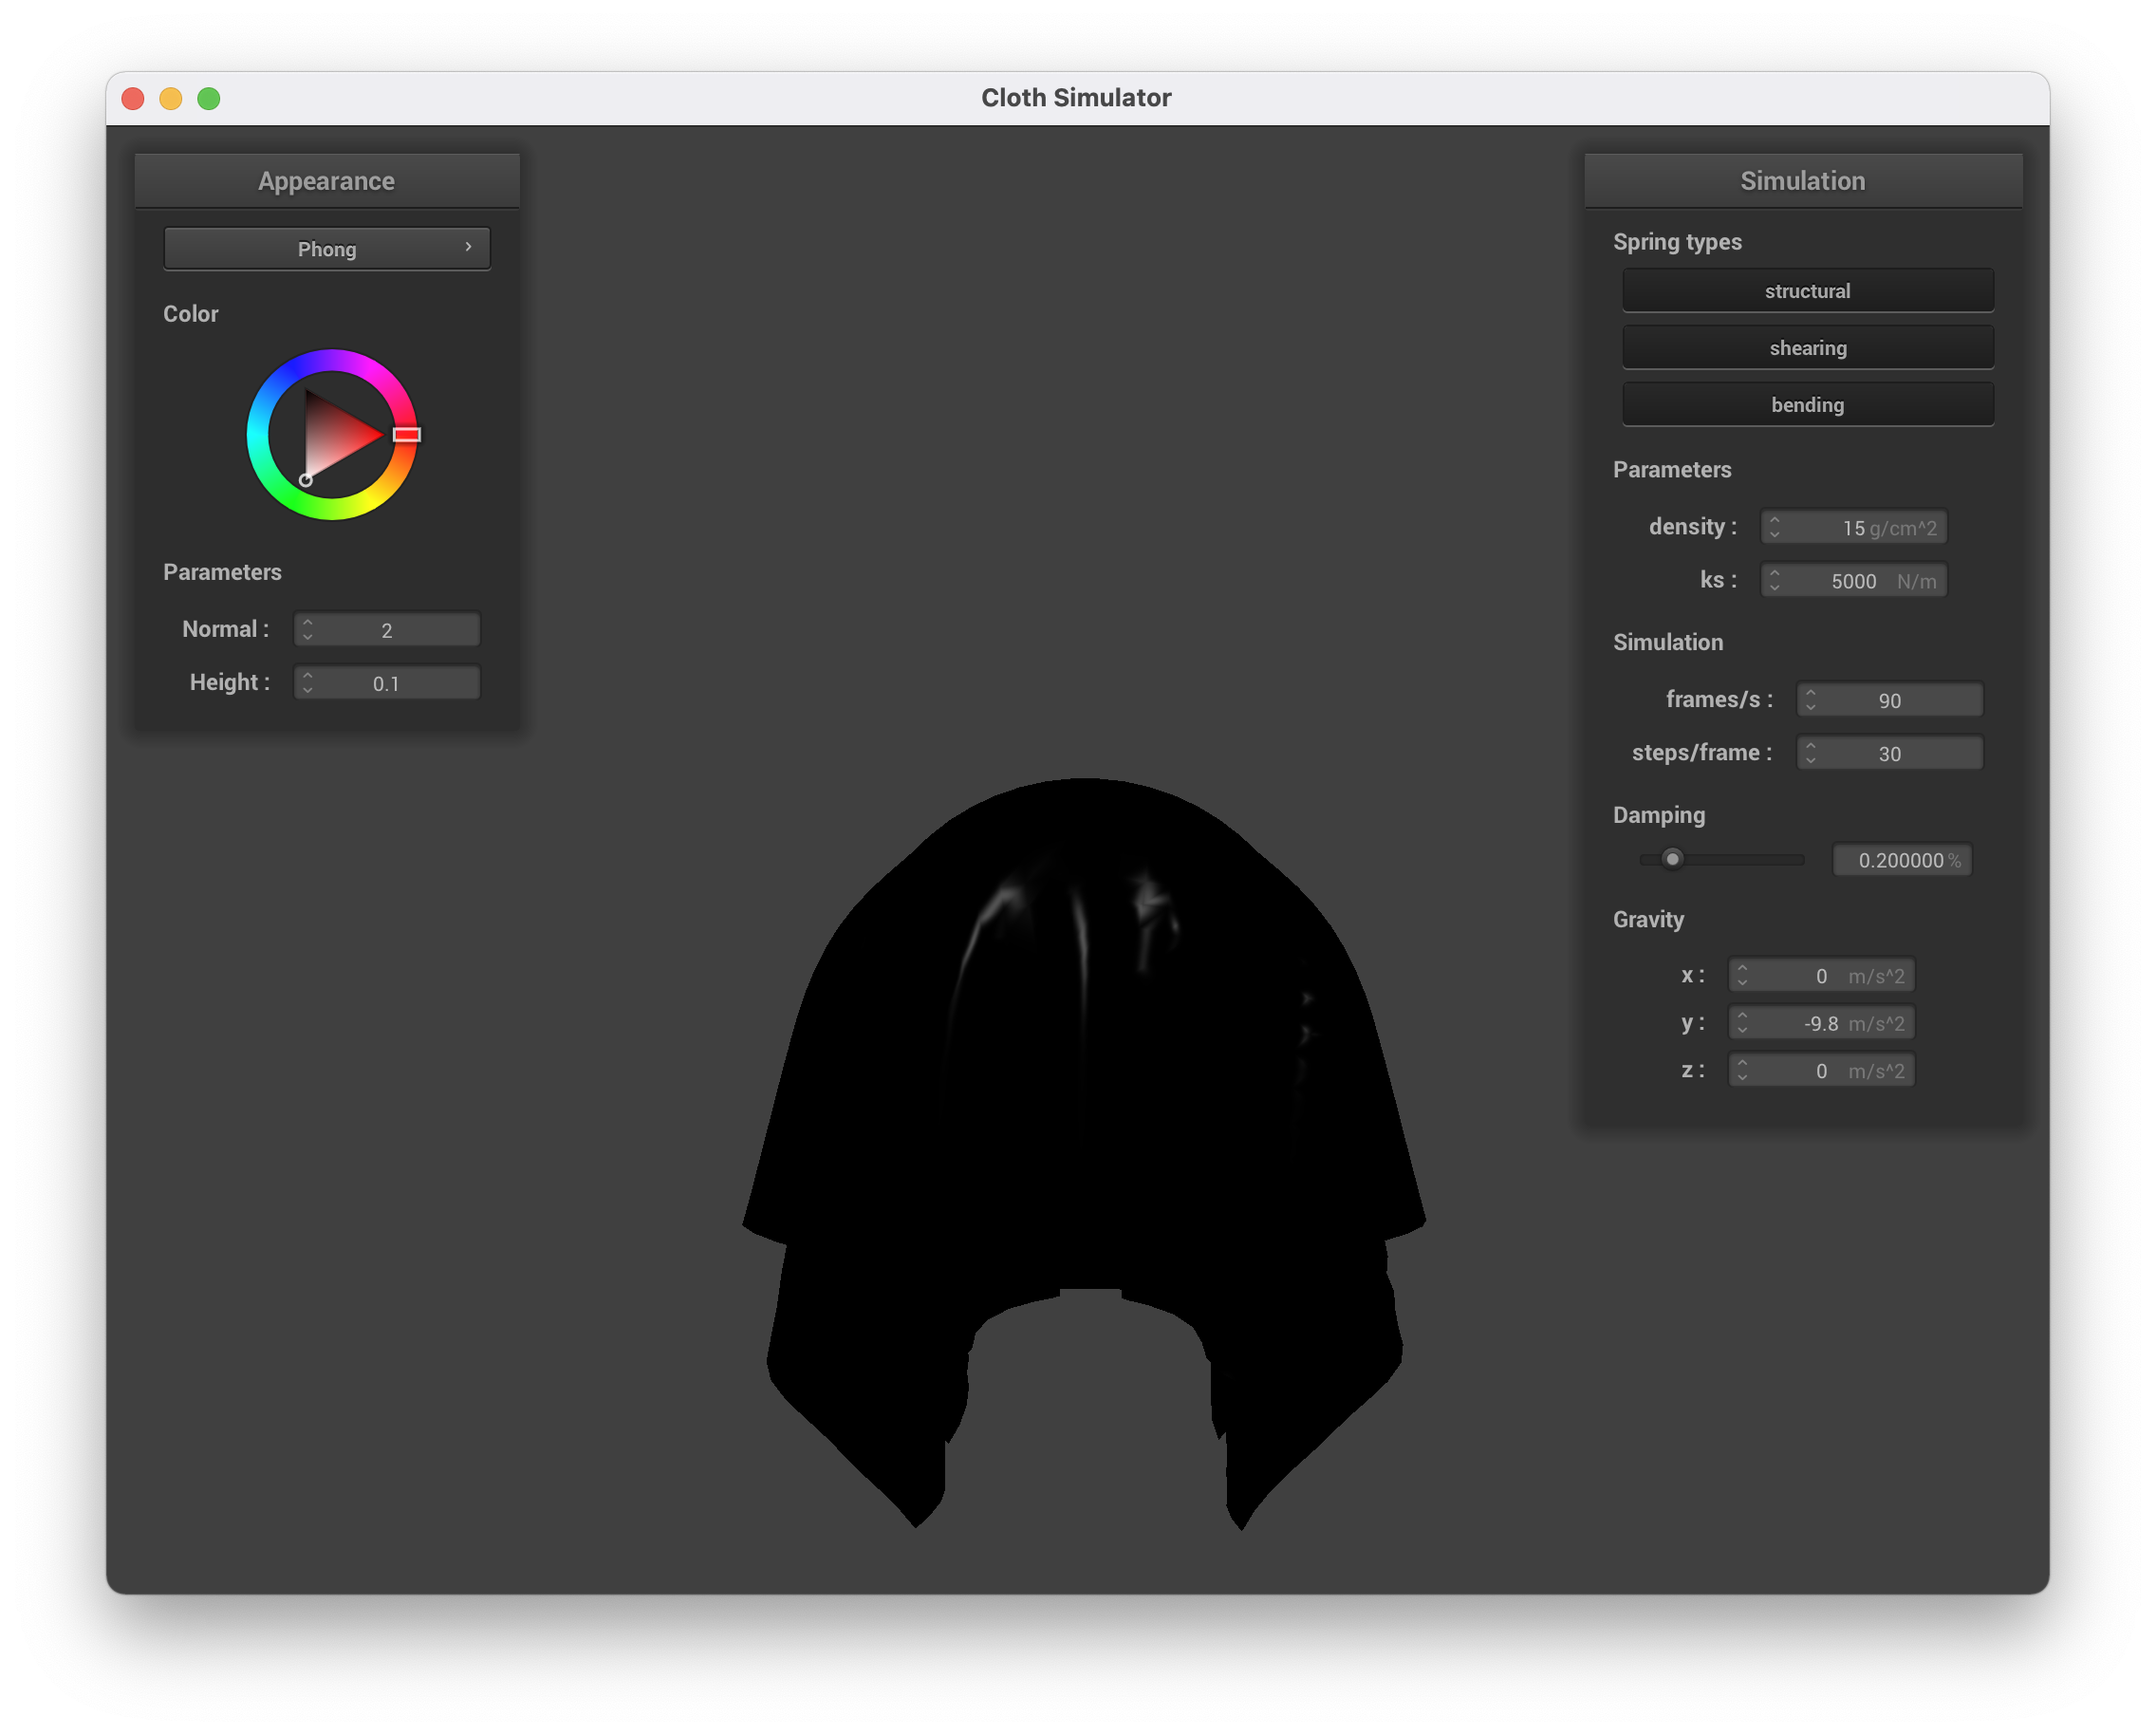 Cloth Simulator
Appearance
Phong
Color
Parameters
Normal : 2
Height : 0.1
Simulation
Spring types
structural
shearing
bending
Parameters
density : 15 g/cm^2
ks : 5000 N/m
Simulation
frames/s : 90
steps/frame : 30
Damping
0.200000 %
Gravity
x : 0 m/s^2
y : -9.8 m/s^2
z : 0 m/s^2